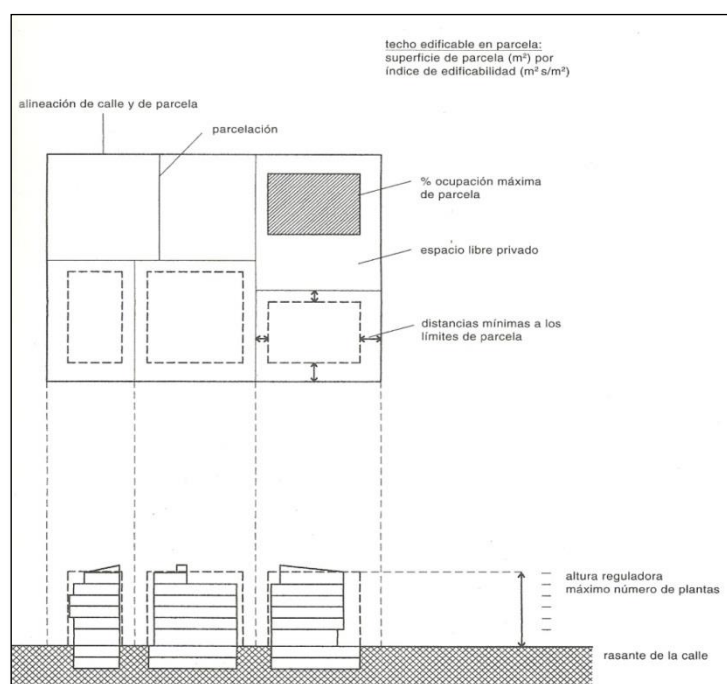 techo edificable en parcela:
superficie de parcela (m²) por
índice de edificabilidad (m² s/m²)
alineación de calle y de parcela
parcelación
% ocupación máxima
de parcela
espacio libre privado
distancias mínimas a los
límites de parcela
altura reguladora
máximo número de plantas
rasante de la calle